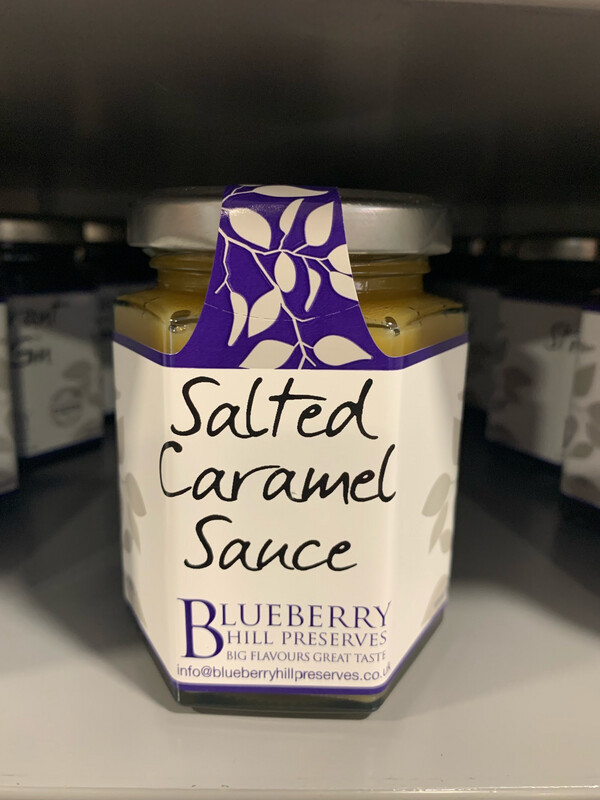 Salted
Caramel
Sauce
BLUEBERRY
HILL PRESERVES
BIG FLAVOURS GREAT TASTE
info@blueberryhillpreserves.co.uk